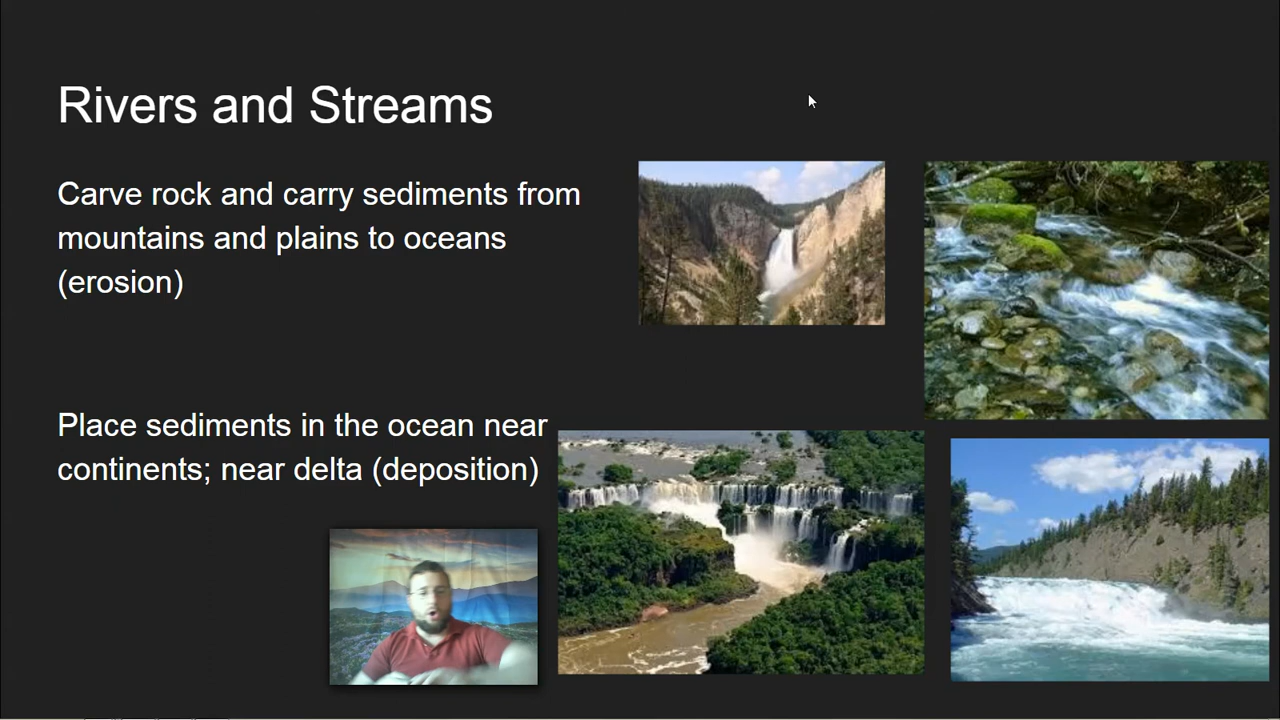 Rivers and Streams
Carve rock and carry sediments from
mountains and plains to oceans
(erosion)
Place sediments in the ocean near
continents; near delta (deposition)